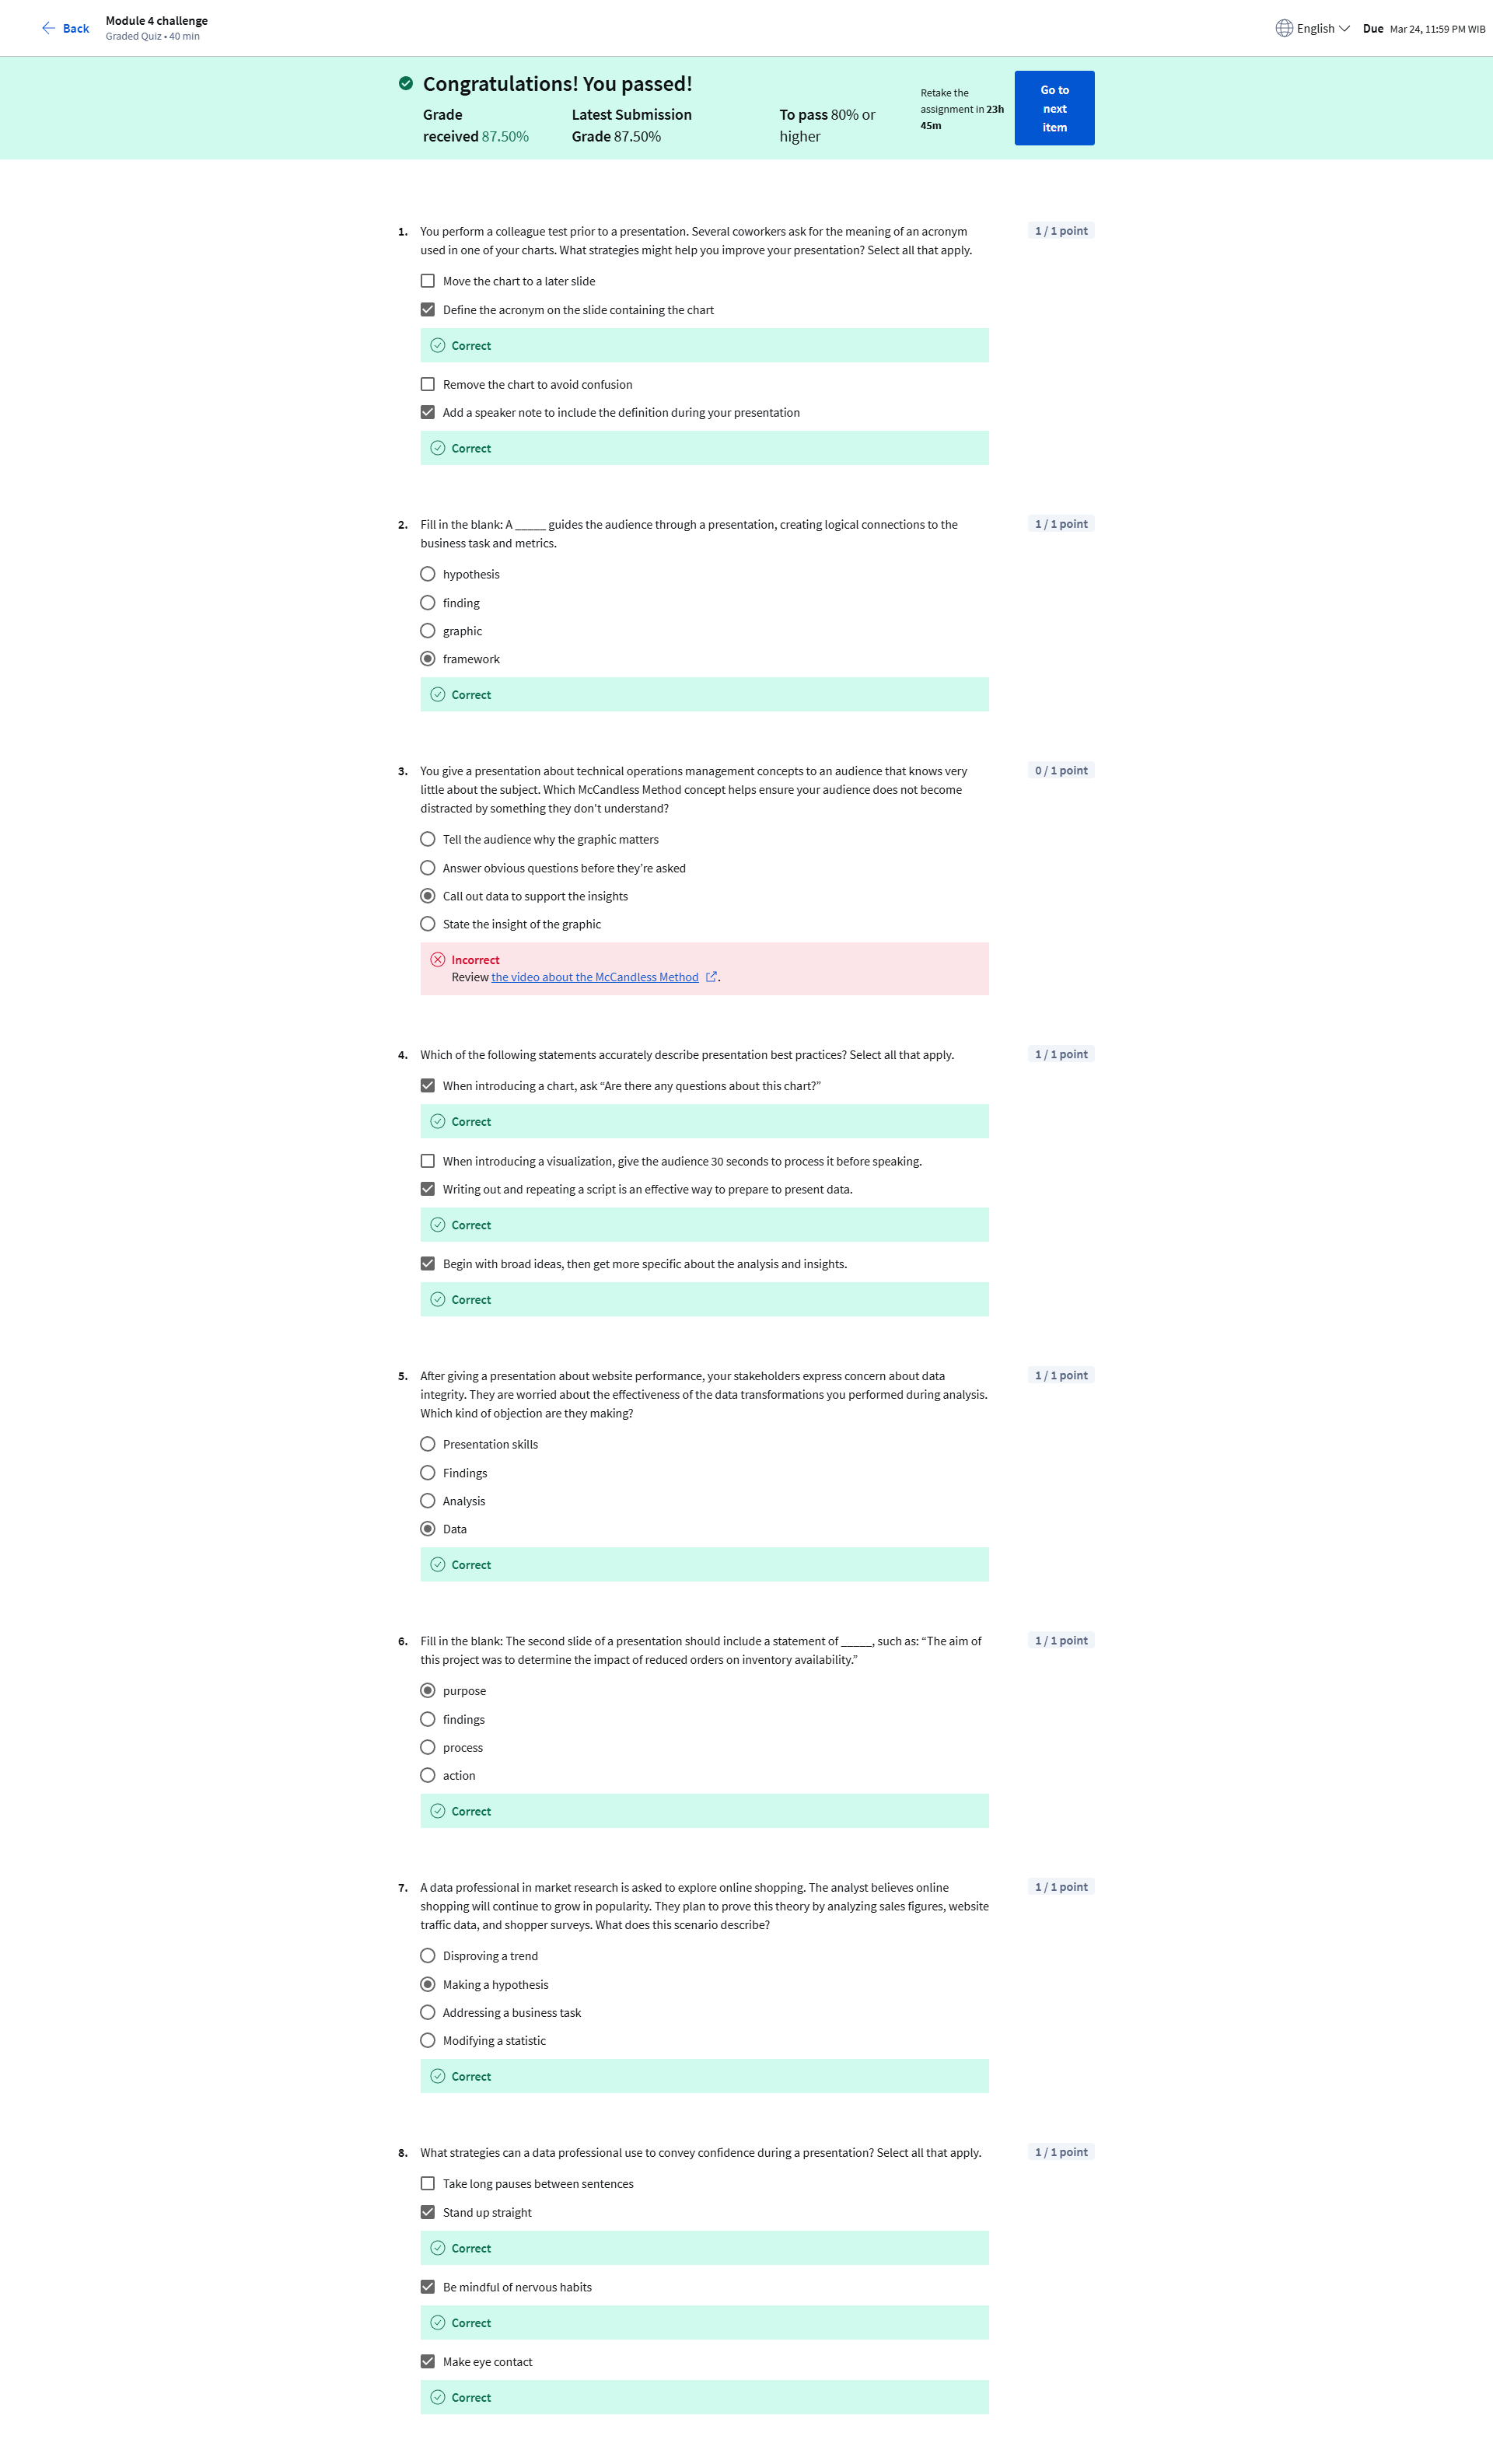 Back
Module 4 challenge
Graded Quiz • 40 min
English
Due Mar 24, 11:59 PM WIB
Congratulations! You passed!
Grade
received 87.50%
Latest Submission
Grade 87.50%
To pass 80% or
higher
Retake the
assignment in 23h
45m
Go to
next
item
1. You perform a colleague test prior to a presentation. Several coworkers ask for the meaning of an acronym
used in one of your charts. What strategies might help you improve your presentation? Select all that apply.
1 / 1 point
Move the chart to a later slide
Define the acronym on the slide containing the chart
Correct
Remove the chart to avoid confusion
Add a speaker note to include the definition during your presentation
Correct
2. Fill in the blank: A _____ guides the audience through a presentation, creating logical connections to the
business task and metrics.
1 / 1 point
hypothesis
finding
graphic
framework
Correct
3. You give a presentation about technical operations management concepts to an audience that knows very
little about the subject. Which McCandless Method concept helps ensure your audience does not become
distracted by something they don't understand?
0 / 1 point
Tell the audience why the graphic matters
Answer obvious questions before they’re asked
Call out data to support the insights
State the insight of the graphic
Incorrect
Review the video about the McCandless Method .
4. Which of the following statements accurately describe presentation best practices? Select all that apply.
1 / 1 point
When introducing a chart, ask “Are there any questions about this chart?”
Correct
When introducing a visualization, give the audience 30 seconds to process it before speaking.
Writing out and repeating a script is an effective way to prepare to present data.
Correct
Begin with broad ideas, then get more specific about the analysis and insights.
Correct
5. After giving a presentation about website performance, your stakeholders express concern about data
integrity. They are worried about the effectiveness of the data transformations you performed during analysis.
Which kind of objection are they making?
1 / 1 point
Presentation skills
Findings
Analysis
Data
Correct
6. Fill in the blank: The second slide of a presentation should include a statement of _____, such as: “The aim of
this project was to determine the impact of reduced orders on inventory availability.”
1 / 1 point
purpose
findings
process
action
Correct
7. A data professional in market research is asked to explore online shopping. The analyst believes online
shopping will continue to grow in popularity. They plan to prove this theory by analyzing sales figures, website
traffic data, and shopper surveys. What does this scenario describe?
1 / 1 point
Disproving a trend
Making a hypothesis
Addressing a business task
Modifying a statistic
Correct
8. What strategies can a data professional use to convey confidence during a presentation? Select all that apply.
1 / 1 point
Take long pauses between sentences
Stand up straight
Correct
Be mindful of nervous habits
Correct
Make eye contact
Correct